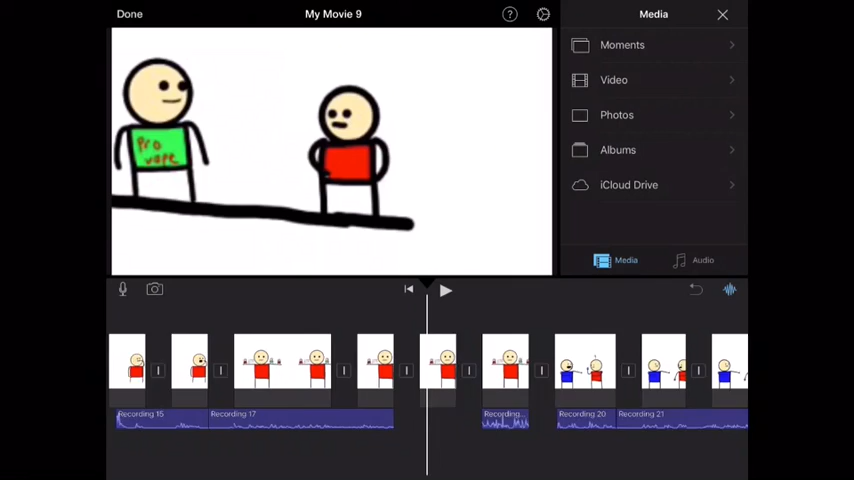 Done
My Movie 9
?
Media
Moments
Video
Photos
Albums
iCloud Drive
Media
Audio
Pro
vape
Recording 15
Recording 17
Recording...
Recording 20
Recording 21